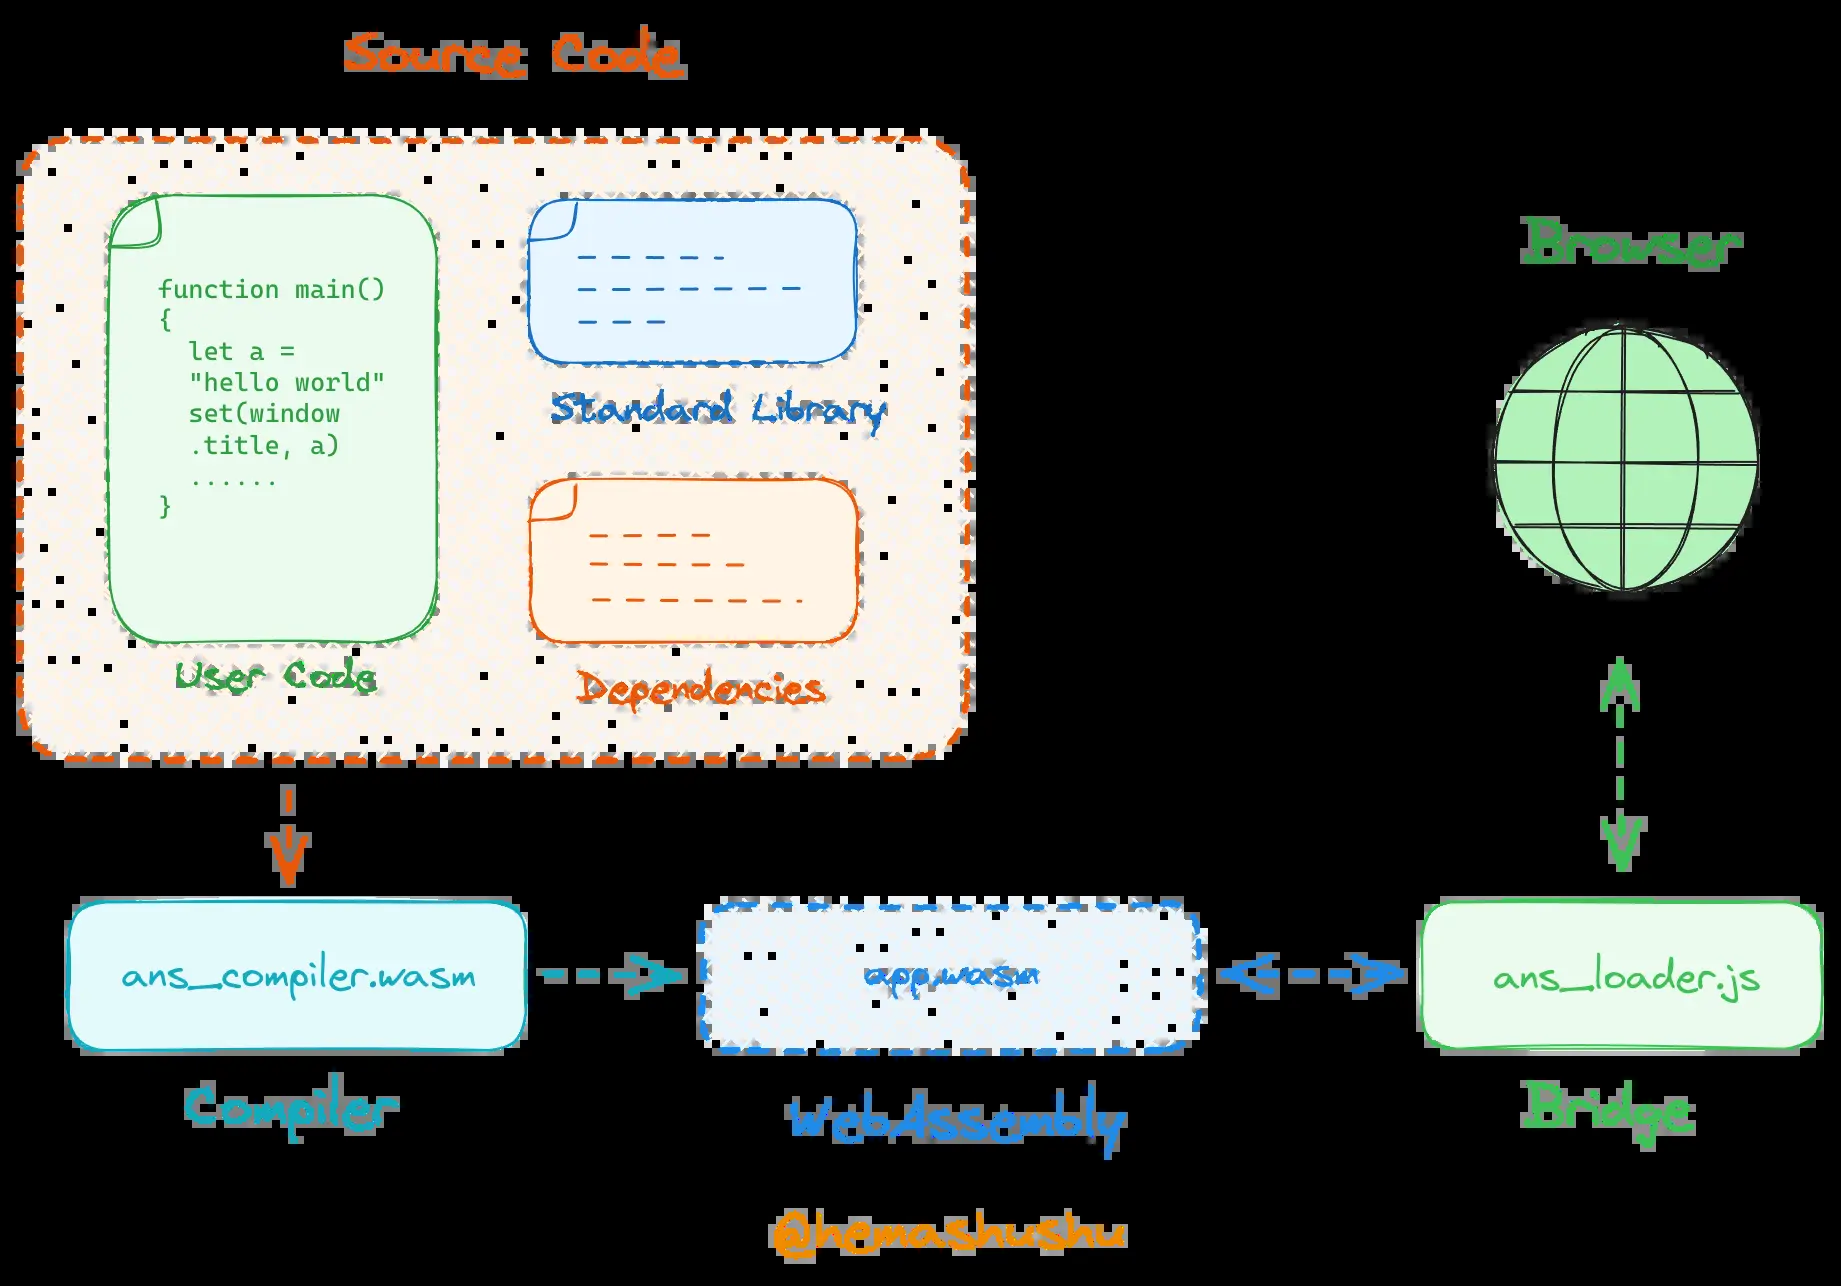 Source Code
function main()
{
let a =
"hello world"
set(window
.title, a)
......
}
User Code
Standard Library
Dependencies
Browser
ans_compiler.wasm
Compiler
app.wasm
WebAssembly
ans_loader.js
Bridge
@hemashushu